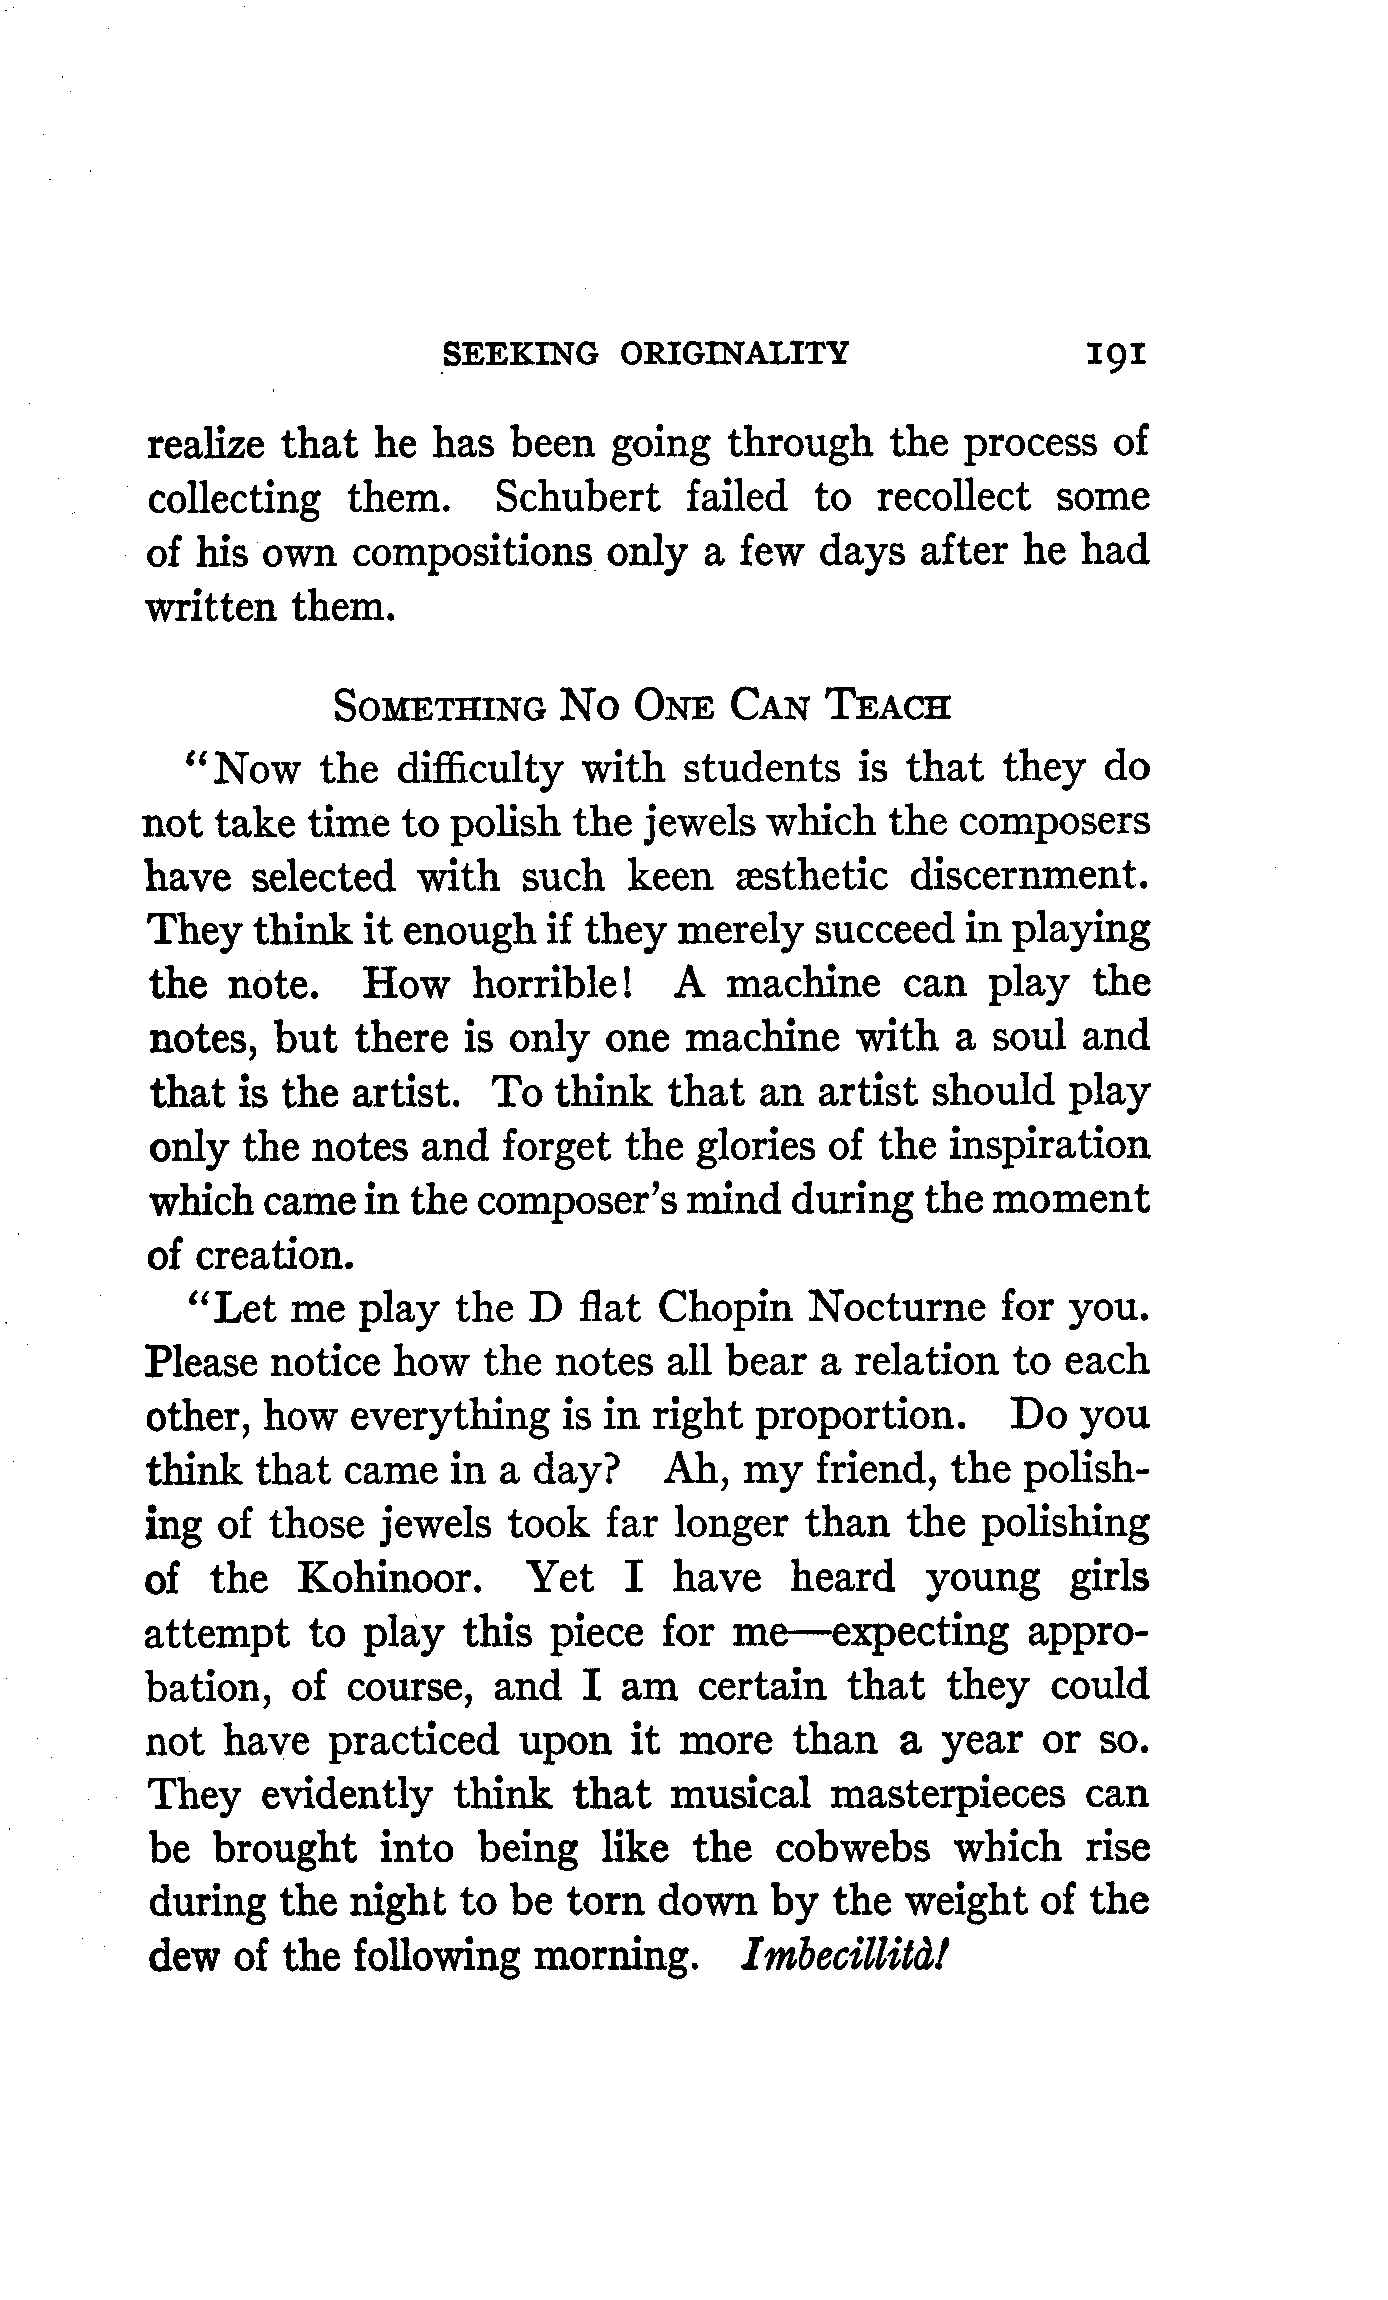 SEEKING ORIGINALITY 191
realize that he has been going through the process of
collecting them. Schubert failed to recollect some
of his own compositions only a few days after he had
written them.
SOMETHING NO ONE CAN TEACH
“Now the difficulty with students is that they do
not take time to polish the jewels which the composers
have selected with such keen æsthetic discernment.
They think it enough if they merely succeed in playing
the note. How horrible! A machine can play the
notes, but there is only one machine with a soul and
that is the artist. To think that an artist should play
only the notes and forget the glories of the inspiration
which came in the composer’s mind during the moment
of creation.
“Let me play the D flat Chopin Nocturne for you.
Please notice how the notes all bear a relation to each
other, how everything is in right proportion. Do you
think that came in a day? Ah, my friend, the polish-
ing of those jewels took far longer than the polishing
of the Kohinoor. Yet I have heard young girls
attempt to play this piece for me—expecting appro-
bation, of course, and I am certain that they could
not have practiced upon it more than a year or so.
They evidently think that musical masterpieces can
be brought into being like the cobwebs which rise
during the night to be torn down by the weight of the
dew of the following morning. Imbecillità!